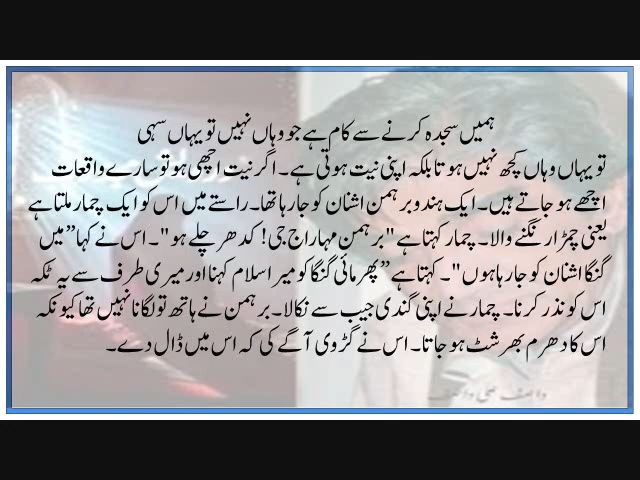 ہمیں سجدہ کرنے سے کام ہے جو وہاں نہیں تو یہاں سہی
تو یہاں وہاں کچھ نہیں ہوتا بلکہ اپنی نیت ہوتی ہے۔ اگر نیت اچھی ہو تو سارے واقعات
اچھے ہو جاتے ہیں۔ ایک ہندو برہمن اشنان کو جا رہا تھا۔ راستے میں اس کو ایک چمار ملتا ہے
یعنی چمڑا رنگنے والا۔ چمار کہتا ہے "برہمن مہاراج جی! کدھر چلے ہو"۔ اس نے کہا "میں
گنگا اشنان کو جا رہا ہوں"۔ کہتا ہے "پھر مائی گنگا کو میرا سلام کہنا اور میری طرف سے یہ ٹکہ
اس کو نذر کرنا۔ چمار نے اپنی گندی جیب سے نکالا۔ برہمن نے ہاتھ تو لگانا نہیں تھا کیونکہ
اس کا دھرم بھرشٹ ہو جاتا۔ اس نے گڑوی آگے کی کہ اس میں ڈال دے۔
واصف علی واصف